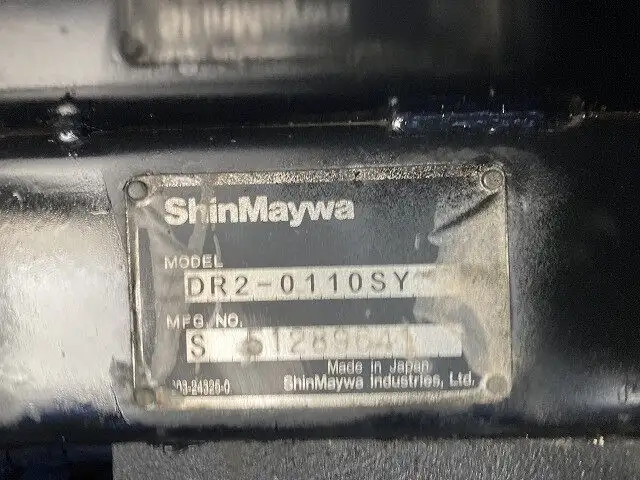 ShinMaywa
MODEL
DR2-0110SY
MFG NO.
S
Made in Japan
ShinMaywa Industries, Ltd.